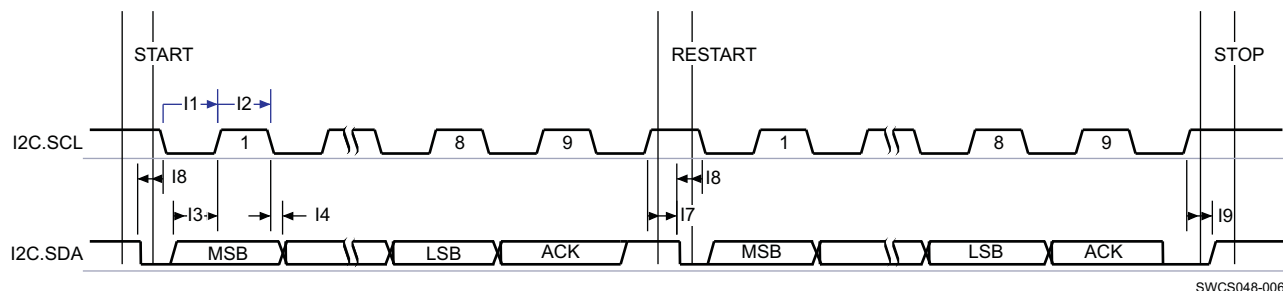 START RESTART STOP
I1 I2
I2C.SCL 1 8 9 1 8 9
I8 I8
I3 I4 I7 I9
I2C.SDA MSB LSB ACK MSB LSB ACK
SWCS048-006